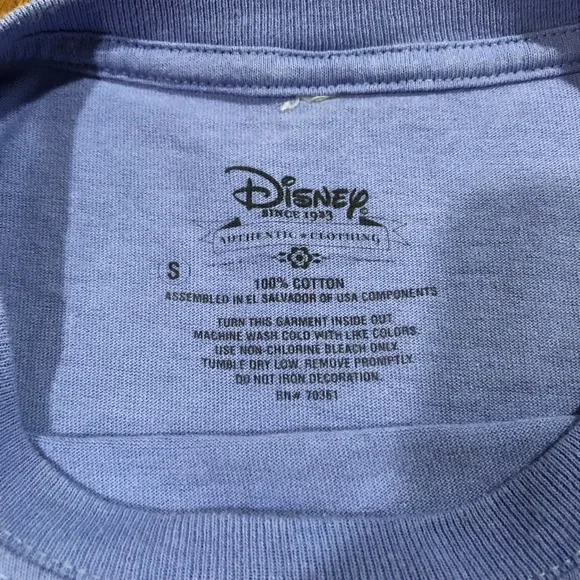 Disney
SINCE 1923
AUTHENTIC CLOTHING
S
100% COTTON
ASSEMBLED IN EL SALVADOR OF USA COMPONENTS
TURN THIS GARMENT INSIDE OUT
MACHINE WASH COLD WITH LIKE COLORS.
USE NON-CHLORINE BLEACH ONLY.
TUMBLE DRY LOW. REMOVE PROMPTLY.
DO NOT IRON DECORATION.
RN# 70361